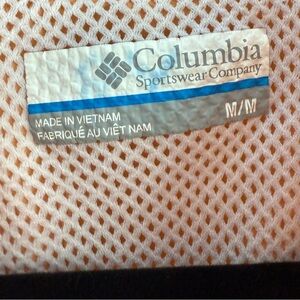 Columbia
Sportswear Company
MADE IN VIETNAM
FABRIQUÉ AU VIÊT NAM
M/M